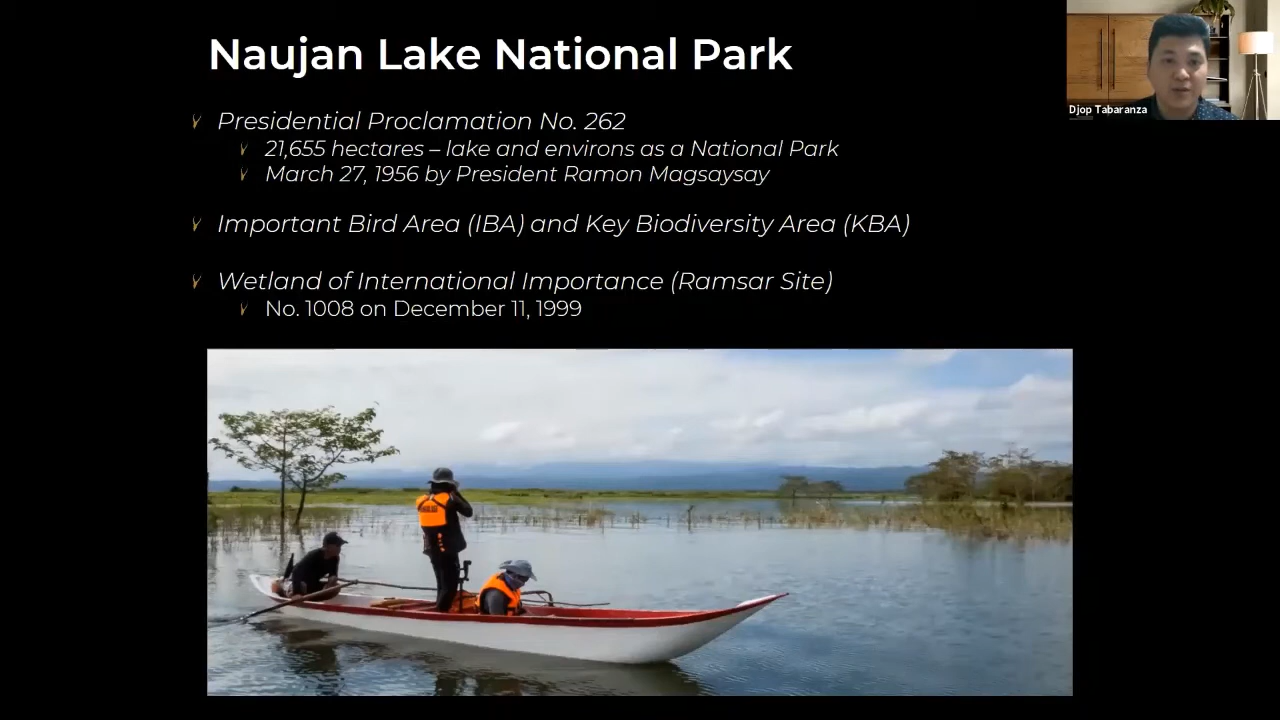 Naujan Lake National Park
Djop Tabaranza
Presidential Proclamation No. 262
21,655 hectares – lake and environs as a National Park
March 27, 1956 by President Ramon Magsaysay
Important Bird Area (IBA) and Key Biodiversity Area (KBA)
Wetland of International Importance (Ramsar Site)
No. 1008 on December 11, 1999